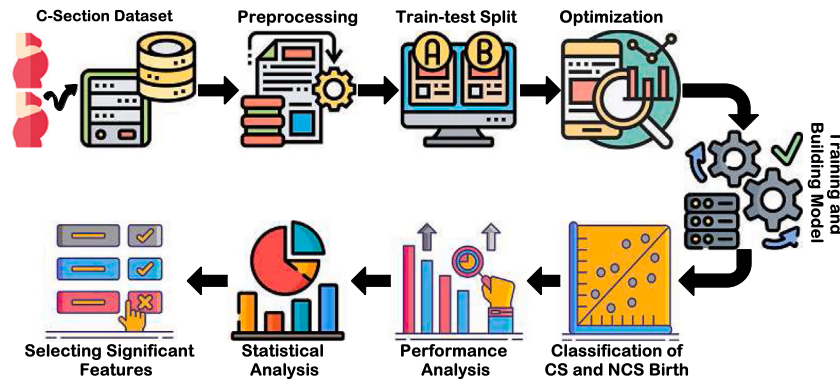 C-Section Dataset
Preprocessing
Train-test Split
Optimization
A
B
Training and
Building Model
Selecting Significant
Features
Statistical
Analysis
Performance
Analysis
Classification of
CS and NCS Birth